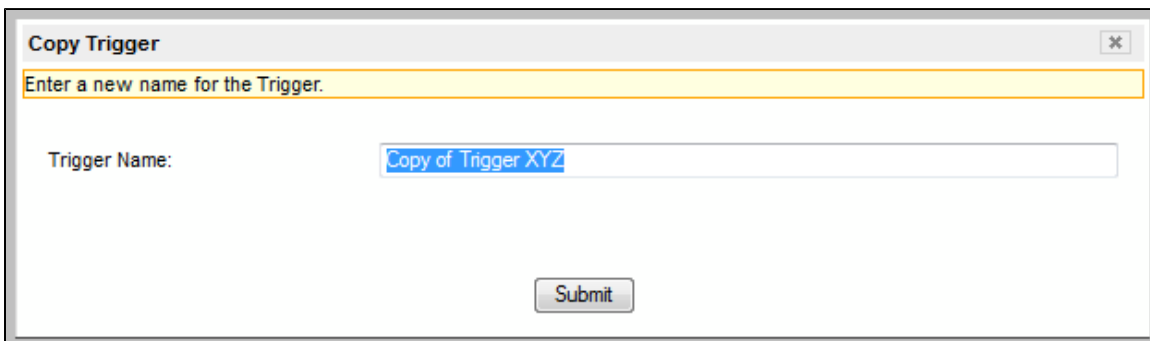 Copy Trigger
Enter a new name for the Trigger.
Trigger Name:
Copy of Trigger XYZ
Submit